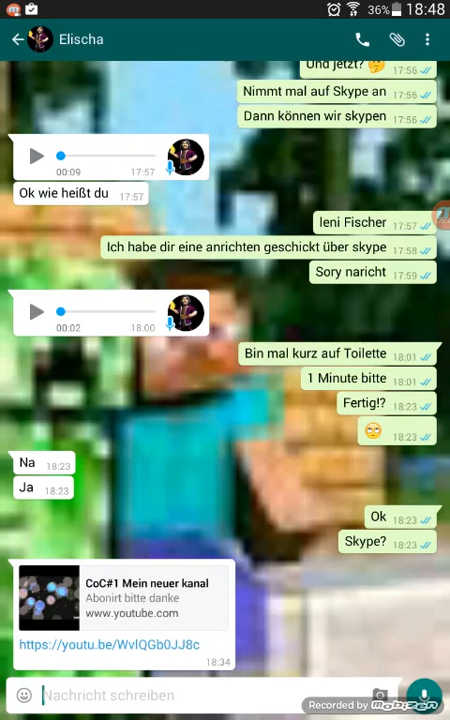 36% 18:48
Elischa
Und jetzt? 🤔 17:56
Nimmt mal auf Skype an 17:56
Dann können wir skypen 17:56
00:09 17:57
Ok wie heißt du 17:57
leni Fischer 17:57
Ich habe dir eine anrichten geschickt über skype 17:58
Sory naricht 17:59
00:02 18:00
Bin mal kurz auf Toilette 18:01
1 Minute bitte 18:01
Fertig!? 18:23
🙄 18:23
Na 18:23
Ja 18:23
Ok 18:23
Skype? 18:23
CoC#1 Mein neuer kanal
Abonirt bitte danke
www.youtube.com
https://youtu.be/WvlQGb0JJ8c
18:34
Nachricht schreiben
Recorded by mobizen